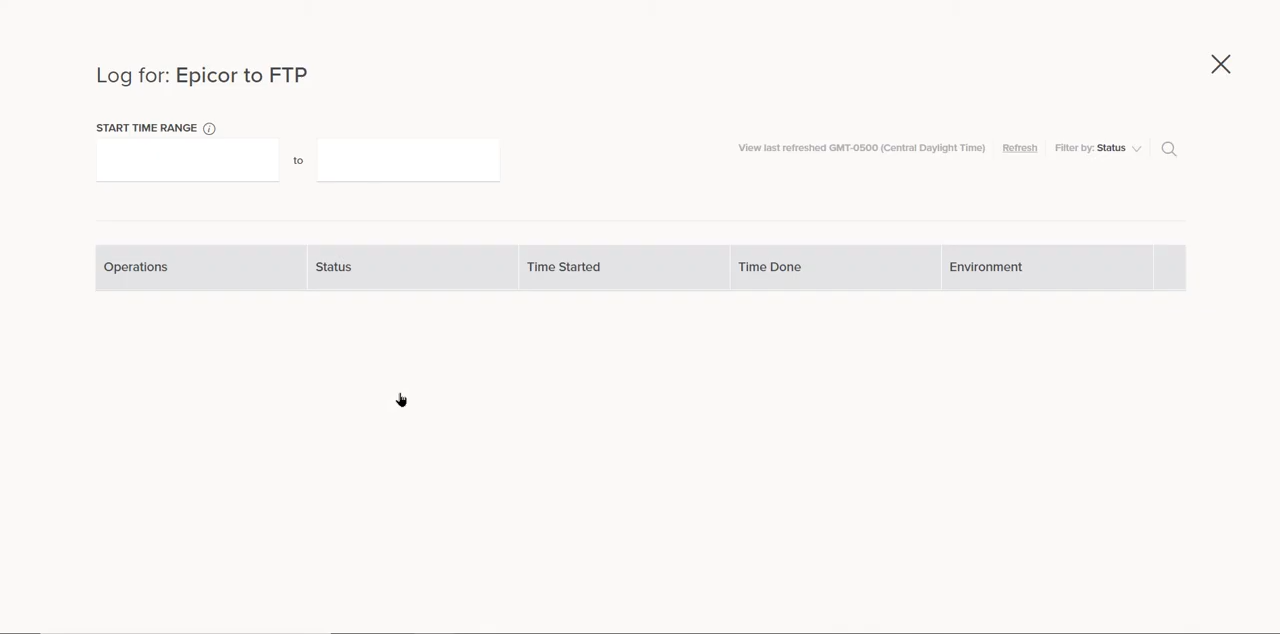 Log for: Epicor to FTP
START TIME RANGE
to
View last refreshed GMT-0500 (Central Daylight Time) Refresh Filter by: Status
Operations Status Time Started Time Done Environment